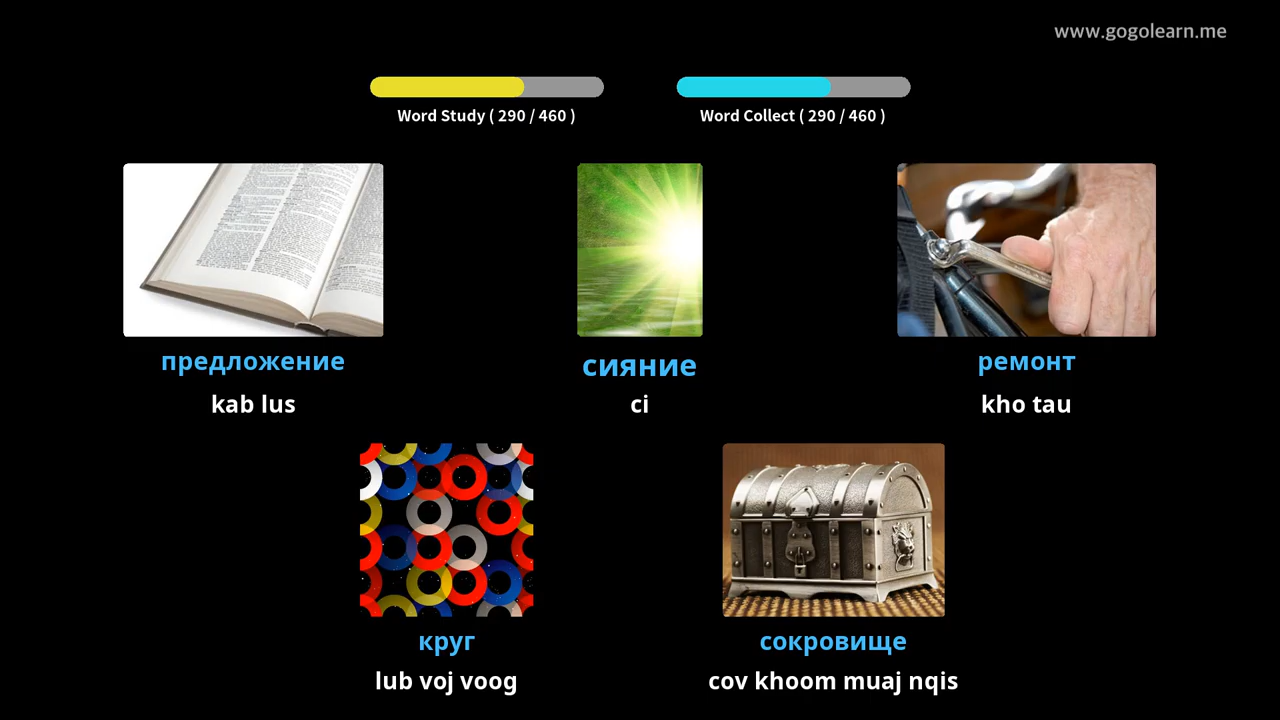 www.gogolearn.me
Word Study ( 290 / 460 )
Word Collect ( 290 / 460 )
предложение
kab lus
сияние
ci
ремонт
kho tau
круг
lub voj voog
сокровище
cov khoom muaj nqis